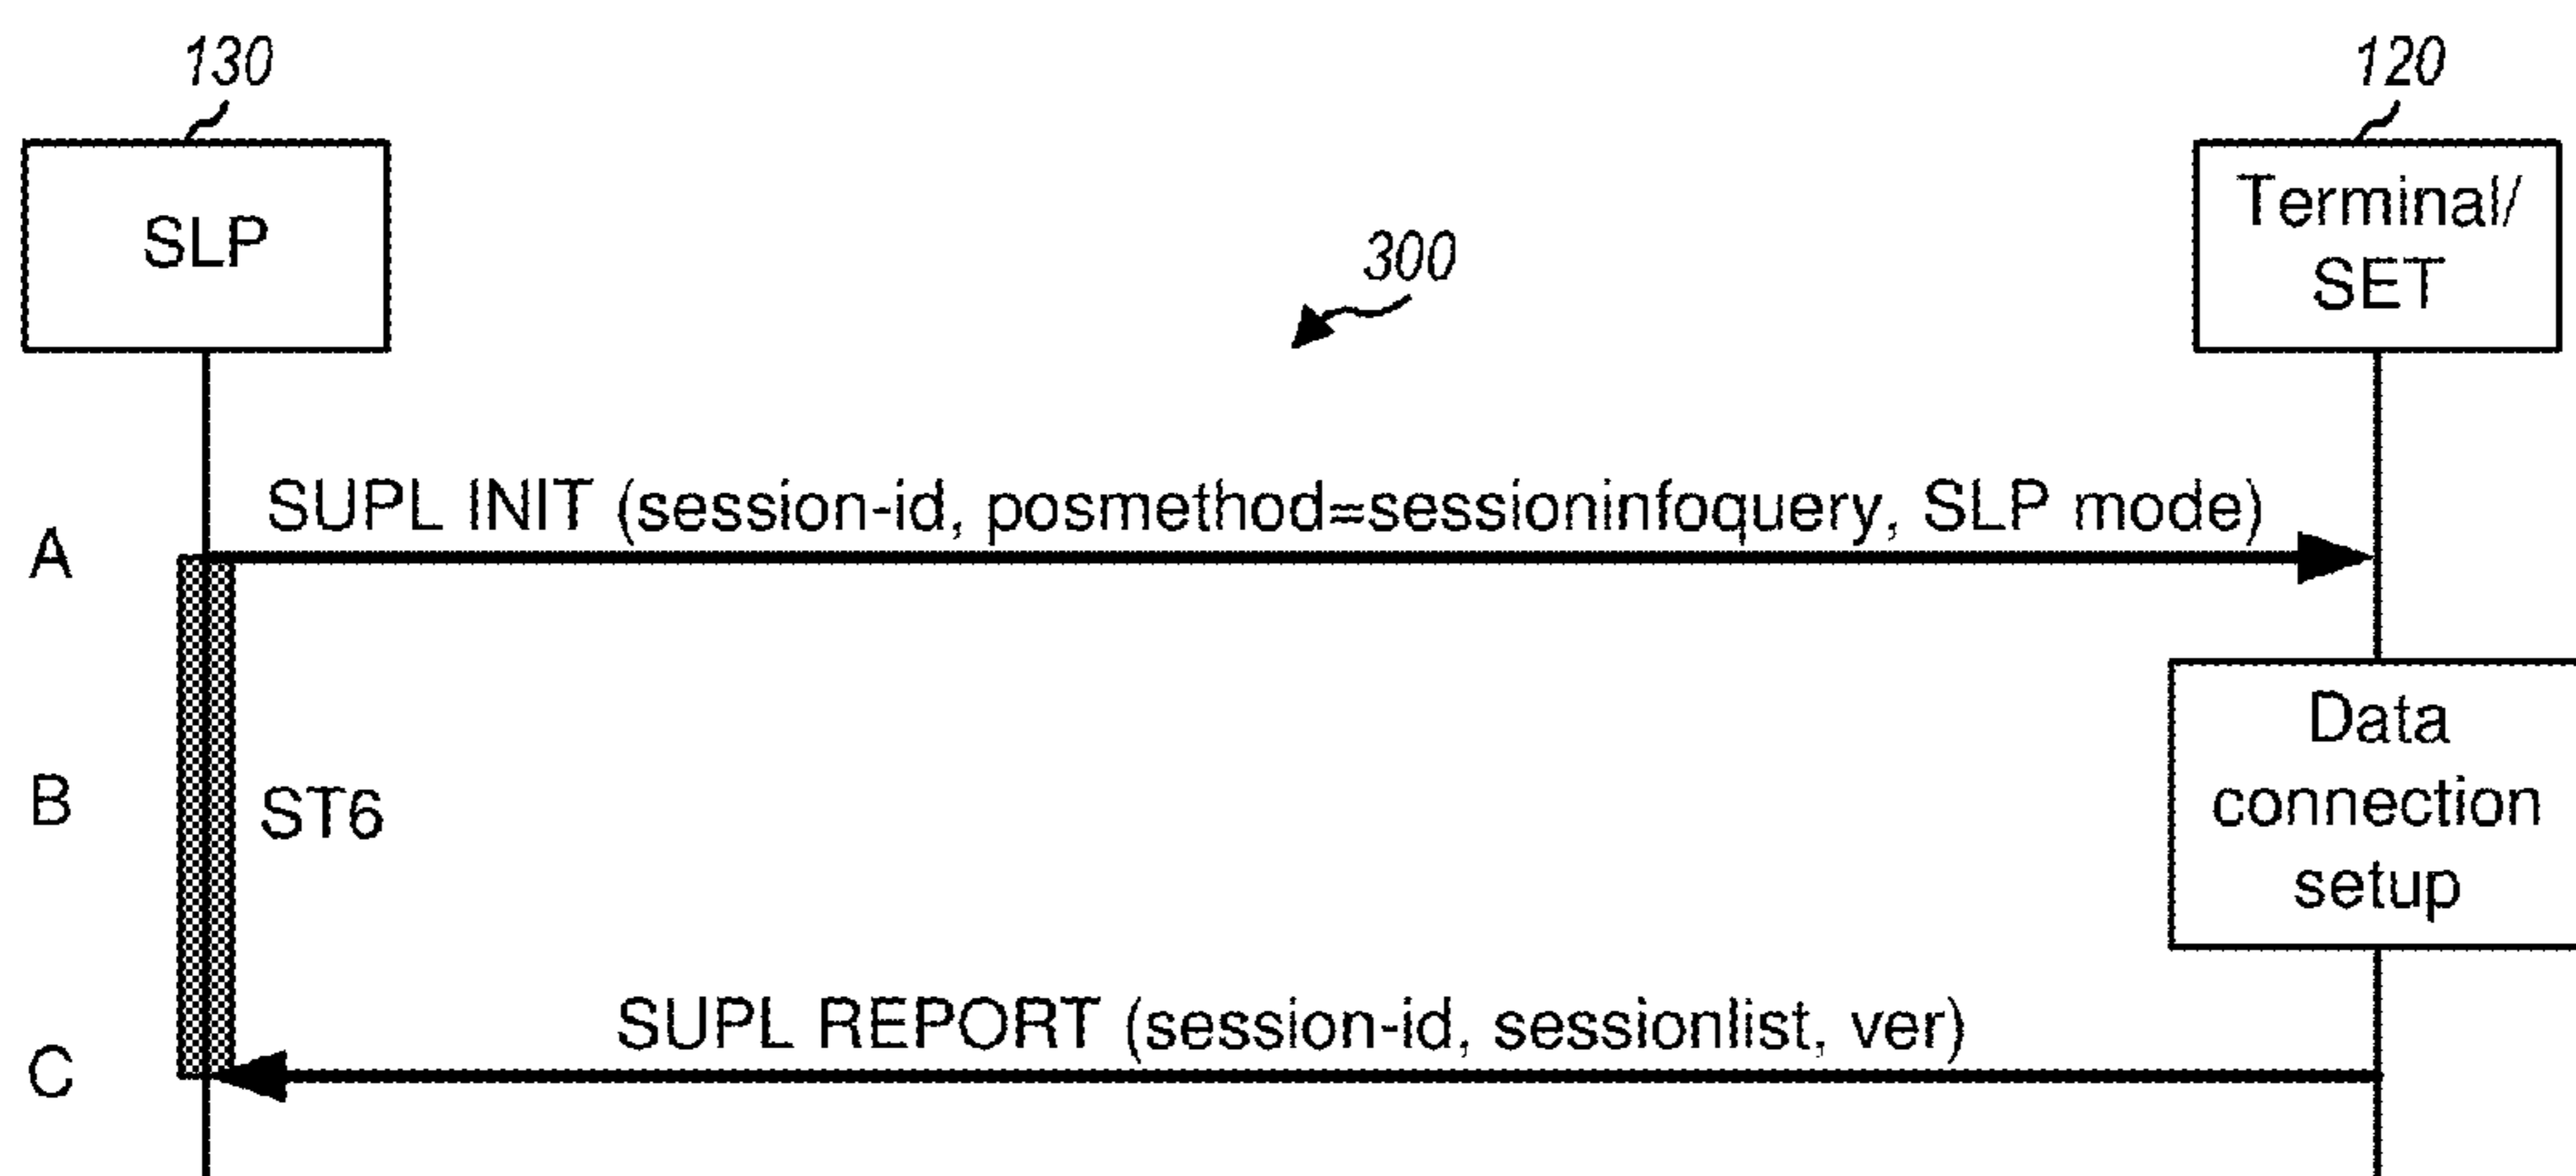 130
120
SLP
Terminal/
SET
300
SUPL INIT (session-id, posmethod=sessioninfoquery, SLP mode)
A
Data
connection
setup
B
ST6
SUPL REPORT (session-id, sessionlist, ver)
C